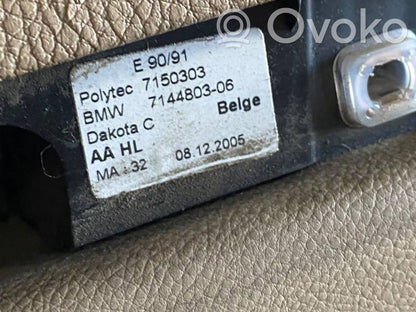 Ovoko
E 90/91
Polytec 7150303
BMW 7144803-06
Dakota C Beige
AA HL
MA : 32 08.12.2005